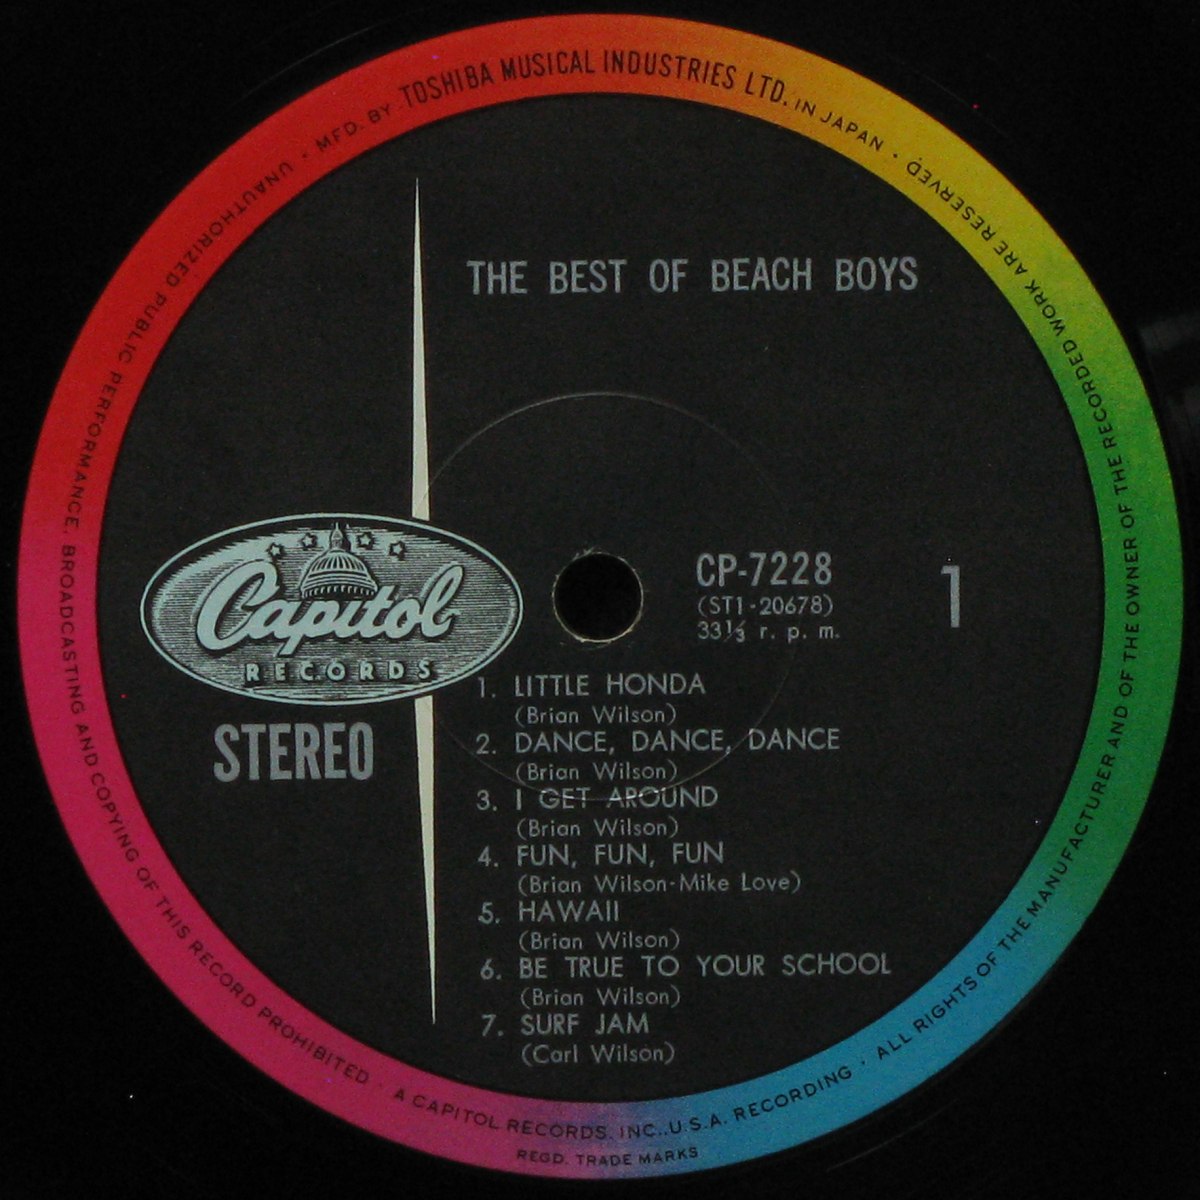 MFD. BY TOSHIBA MUSICAL INDUSTRIES LTD. IN JAPAN ·
ALL RIGHTS OF THE MANUFACTURER AND OF THE OWNER OF THE RECORDED WORK ARE RESERVED
UNAUTHORIZED PUBLIC PERFORMANCE, BROADCASTING AND COPYING OF THIS RECORD PROHIBITED · A CAPITOL RECORDS, INC., U.S.A. RECORDING ·
REGD. TRADE MARKS
THE BEST OF BEACH BOYS
Capitol
RECORDS
STEREO
CP-7228
(ST1-20678)
33⅓ r. p. m.
1
1. LITTLE HONDA
(Brian Wilson)
2. DANCE, DANCE, DANCE
(Brian Wilson)
3. I GET AROUND
(Brian Wilson)
4. FUN, FUN, FUN
(Brian Wilson-Mike Love)
5. HAWAII
(Brian Wilson)
6. BE TRUE TO YOUR SCHOOL
(Brian Wilson)
7. SURF JAM
(Carl Wilson)